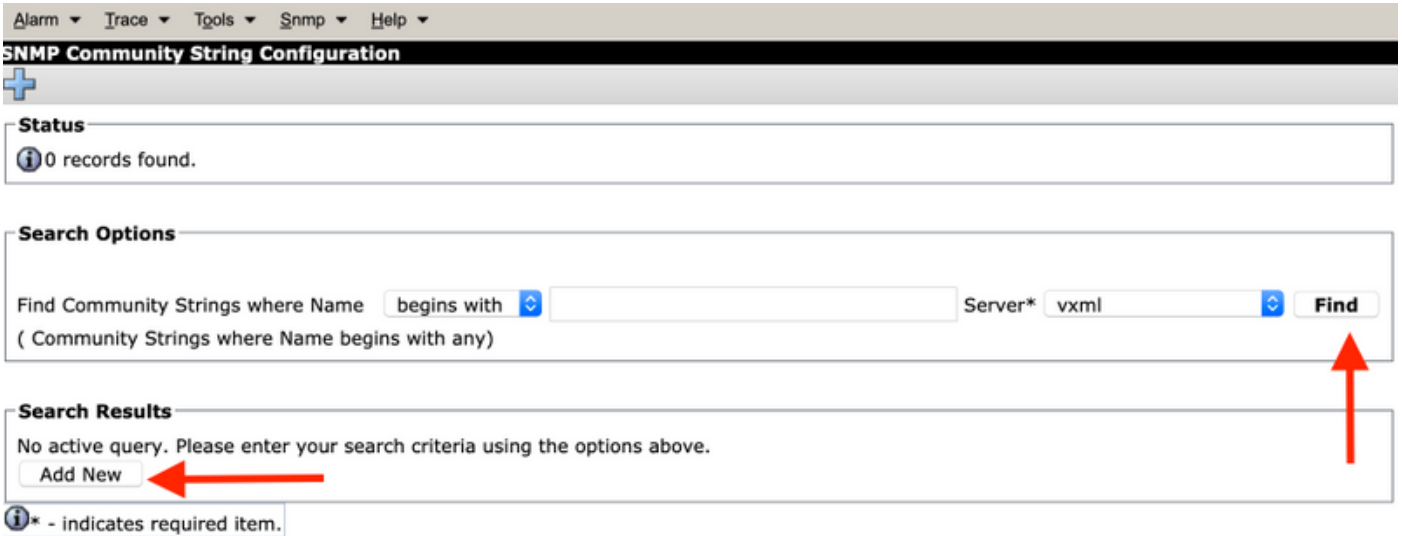 Alarm Trace Tools Snmp Help
SNMP Community String Configuration
Status
0 records found.
Search Options
Find Community Strings where Name begins with Server* vxml Find
( Community Strings where Name begins with any)
Search Results
No active query. Please enter your search criteria using the options above.
Add New
* - indicates required item.